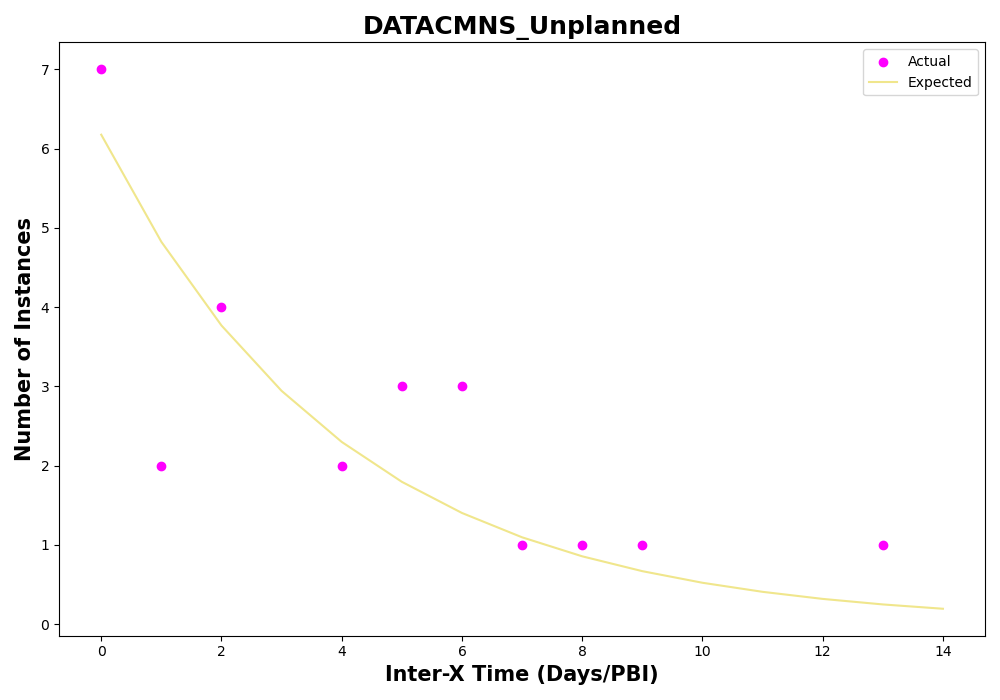 DATACMNS_Unplanned
Actual
Expected
Number of Instances
7
6
5
4
3
2
1
0
0 2 4 6 8 10 12 14
Inter-X Time (Days/PBI)